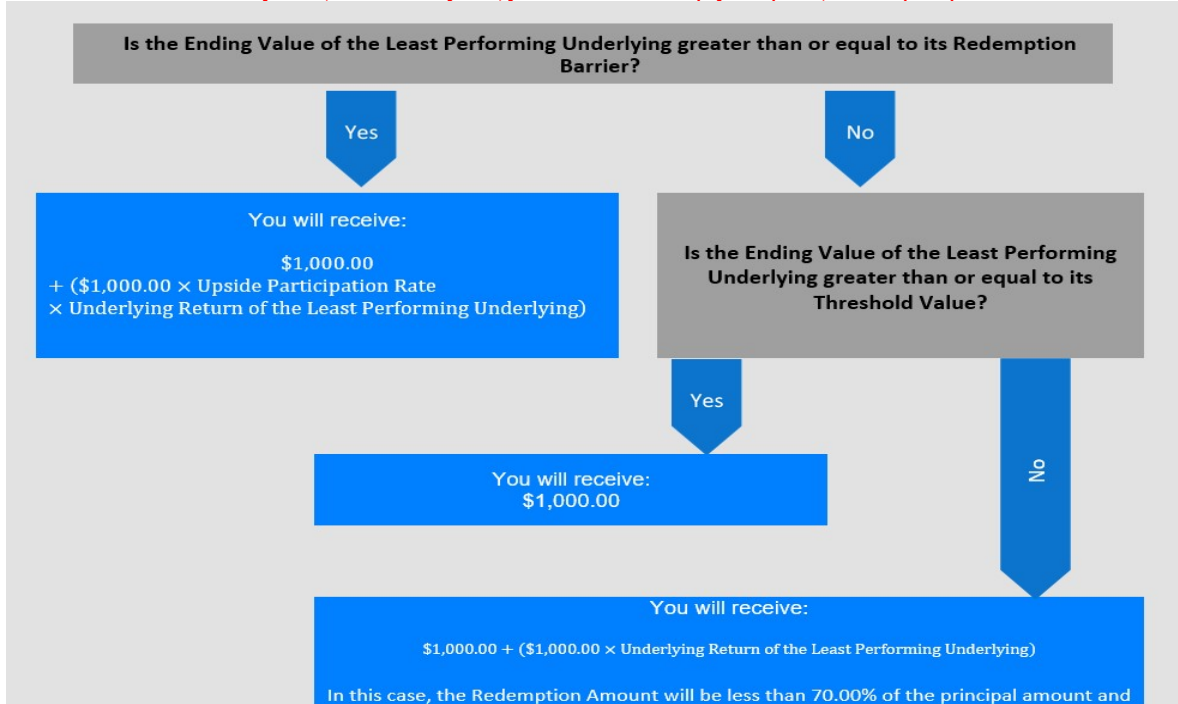 Is the Ending Value of the Least Performing Underlying greater than or equal to its Redemption
Barrier?
Yes
No
You will receive:
$1,000.00
+ ($1,000.00 × Upside Participation Rate
× Underlying Return of the Least Performing Underlying)
Is the Ending Value of the Least Performing
Underlying greater than or equal to its
Threshold Value?
Yes
No
You will receive:
$1,000.00
You will receive:
$1,000.00 + ($1,000.00 × Underlying Return of the Least Performing Underlying)
In this case, the Redemption Amount will be less than 70.00% of the principal amount and